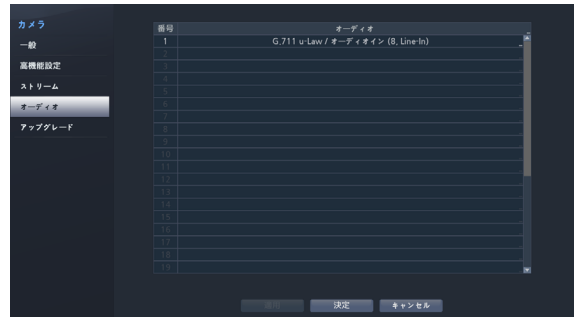 カメラ
一般
高機能設定
ストリーム
オーディオ
アップグレード
番号 オーディオ
1 G.711 u-Law / オーディオイン (8, Line-In)
2
3
4
5
6
7
8
9
10
11
12
13
14
15
16
17
18
19
適用 決定 キャンセル